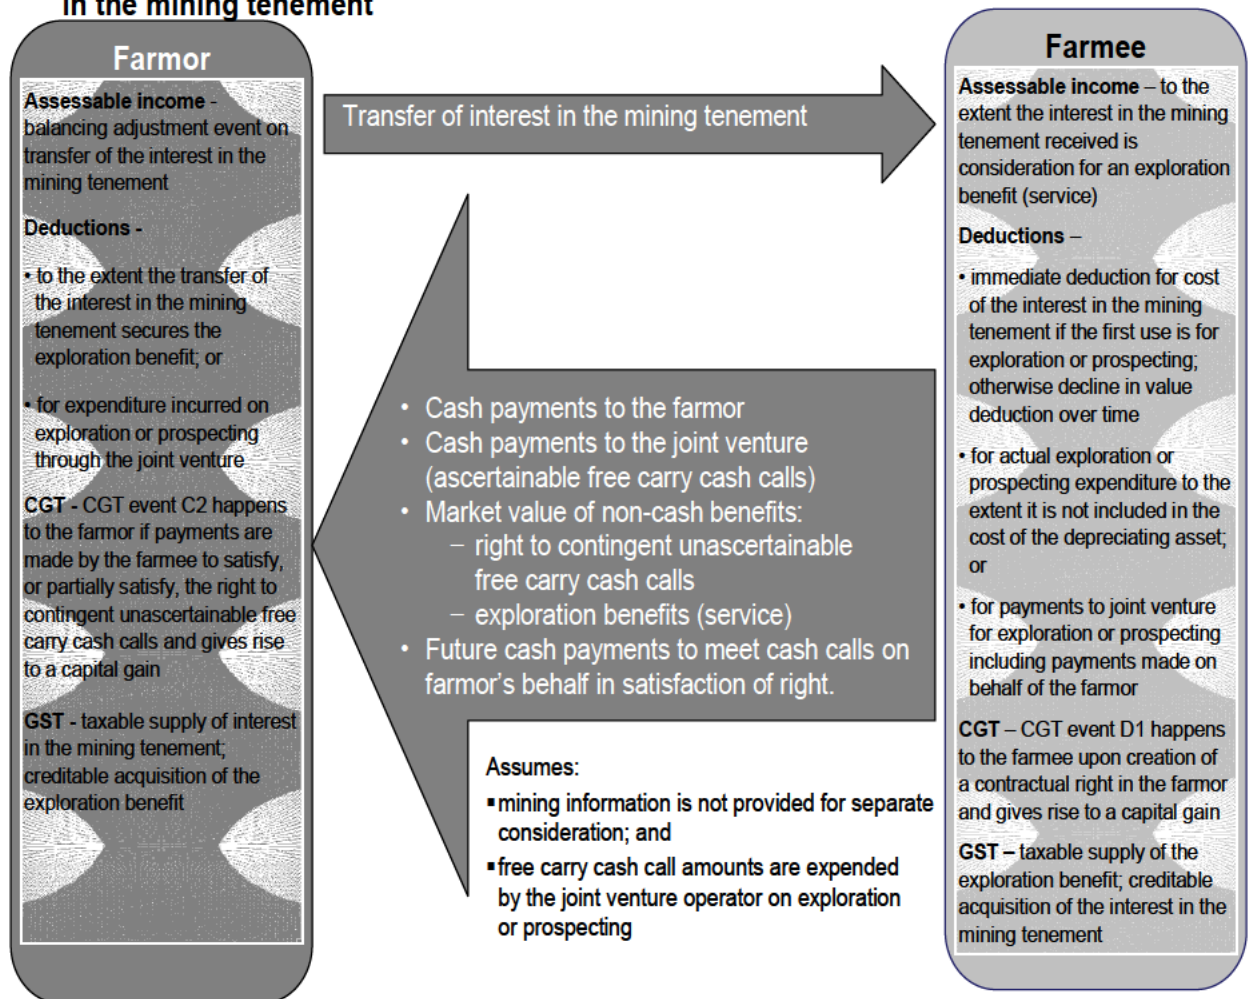 in the mining tenement
Farmor
Assessable income -
balancing adjustment event on
transfer of the interest in the
mining tenement
Deductions -
• to the extent the transfer of
the interest in the mining
tenement secures the
exploration benefit; or
• for expenditure incurred on
exploration or prospecting
through the joint venture
CGT - CGT event C2 happens
to the farmor if payments are
made by the farmee to satisfy,
or partially satisfy, the right to
contingent unascertainable free
carry cash calls and gives rise
to a capital gain
GST - taxable supply of interest
in the mining tenement;
creditable acquisition of the
exploration benefit
Transfer of interest in the mining tenement
• Cash payments to the farmor
• Cash payments to the joint venture
(ascertainable free carry cash calls)
• Market value of non-cash benefits:
– right to contingent unascertainable
free carry cash calls
– exploration benefits (service)
• Future cash payments to meet cash calls on
farmor's behalf in satisfaction of right.
Assumes:
▪mining information is not provided for separate
consideration; and
▪free carry cash call amounts are expended
by the joint venture operator on exploration
or prospecting
Farmee
Assessable income – to the
extent the interest in the mining
tenement received is
consideration for an exploration
benefit (service)
Deductions –
• immediate deduction for cost
of the interest in the mining
tenement if the first use is for
exploration or prospecting;
otherwise decline in value
deduction over time
• for actual exploration or
prospecting expenditure to the
extent it is not included in the
cost of the depreciating asset;
or
• for payments to joint venture
for exploration or prospecting
including payments made on
behalf of the farmor
CGT – CGT event D1 happens
to the farmee upon creation of
a contractual right in the farmor
and gives rise to a capital gain
GST – taxable supply of the
exploration benefit; creditable
acquisition of the interest in the
mining tenement